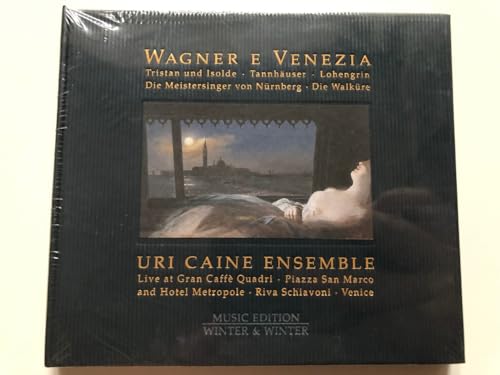 WAGNER E VENEZIA
Tristan und Isolde · Tannhäuser · Lohengrin
Die Meistersinger von Nürnberg · Die Walküre
URI CAINE ENSEMBLE
Live at Gran Caffè Quadri · Piazza San Marco
and Hotel Metropole · Riva Schiavoni · Venice
MUSIC EDITION
WINTER & WINTER